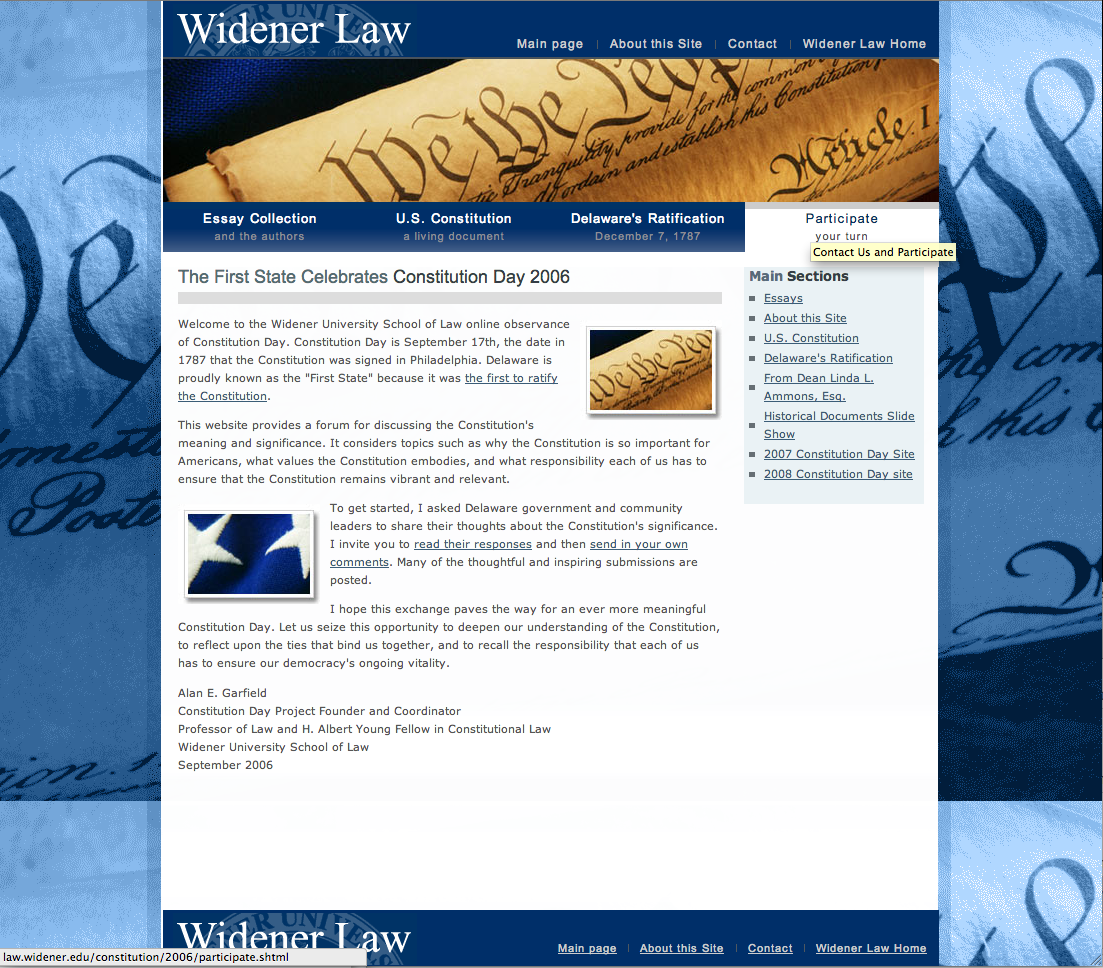 Widener Law
Main page | About this Site | Contact | Widener Law Home
We the Peop
provide for the common
Tranquility,
ordain and establish this Constitution
Article. I.
Essay Collection
and the authors
U.S. Constitution
a living document
Delaware's Ratification
December 7, 1787
Participate
your turn
Contact Us and Participate
The First State Celebrates Constitution Day 2006
Welcome to the Widener University School of Law online observance
of Constitution Day. Constitution Day is September 17th, the date in
1787 that the Constitution was signed in Philadelphia. Delaware is
proudly known as the "First State" because it was the first to ratify
the Constitution.
This website provides a forum for discussing the Constitution's
meaning and significance. It considers topics such as why the Constitution is so important for
Americans, what values the Constitution embodies, and what responsibility each of us has to
ensure that the Constitution remains vibrant and relevant.
To get started, I asked Delaware government and community
leaders to share their thoughts about the Constitution's significance.
I invite you to read their responses and then send in your own
comments. Many of the thoughtful and inspiring submissions are
posted.
I hope this exchange paves the way for an ever more meaningful
Constitution Day. Let us seize this opportunity to deepen our understanding of the Constitution,
to reflect upon the ties that bind us together, and to recall the responsibility that each of us
has to ensure our democracy's ongoing vitality.
Alan E. Garfield
Constitution Day Project Founder and Coordinator
Professor of Law and H. Albert Young Fellow in Constitutional Law
Widener University School of Law
September 2006
Main Sections
Essays
About this Site
U.S. Constitution
Delaware's Ratification
From Dean Linda L.
Ammons, Esq.
Historical Documents Slide
Show
2007 Constitution Day Site
2008 Constitution Day site
Widener Law
Main page | About this Site | Contact | Widener Law Home
law.widener.edu/constitution/2006/participate.shtml